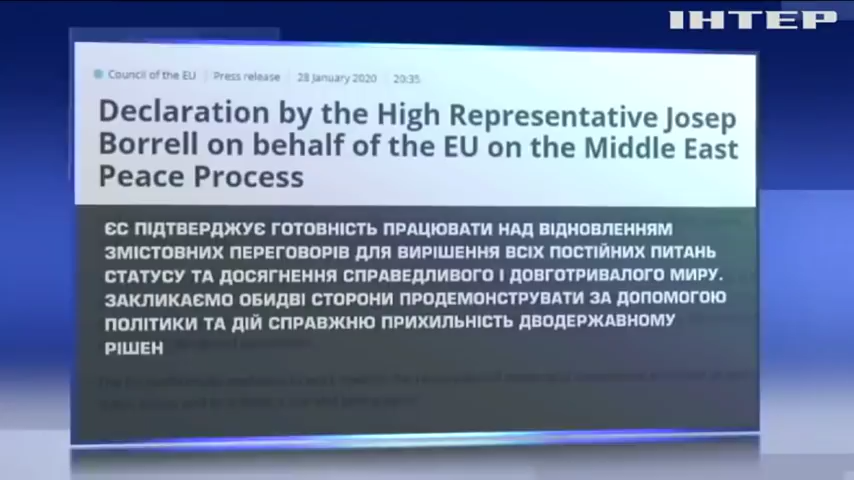 ІНТЕР
Council of the EU | Press release | 28 January 2020 | 20:35
Declaration by the High Representative Josep
Borrell on behalf of the EU on the Middle East
Peace Process
ЄС ПІДТВЕРДЖУЄ ГОТОВНІСТЬ ПРАЦЮВАТИ НАД ВІДНОВЛЕННЯМ
ЗМІСТОВНИХ ПЕРЕГОВОРІВ ДЛЯ ВИРІШЕННЯ ВСІХ ПОСТІЙНИХ ПИТАНЬ
СТАТУСУ ТА ДОСЯГНЕННЯ СПРАВЕДЛИВОГО І ДОВГОТРИВАЛОГО МИРУ.
ЗАКЛИКАЄМО ОБИДВІ СТОРОНИ ПРОДЕМОНСТРУВАТИ ЗА ДОПОМОГОЮ
ПОЛІТИКИ ТА ДІЙ СПРАВЖНЮ ПРИХИЛЬНІСТЬ ДВОДЕРЖАВНОМУ
РІШЕН